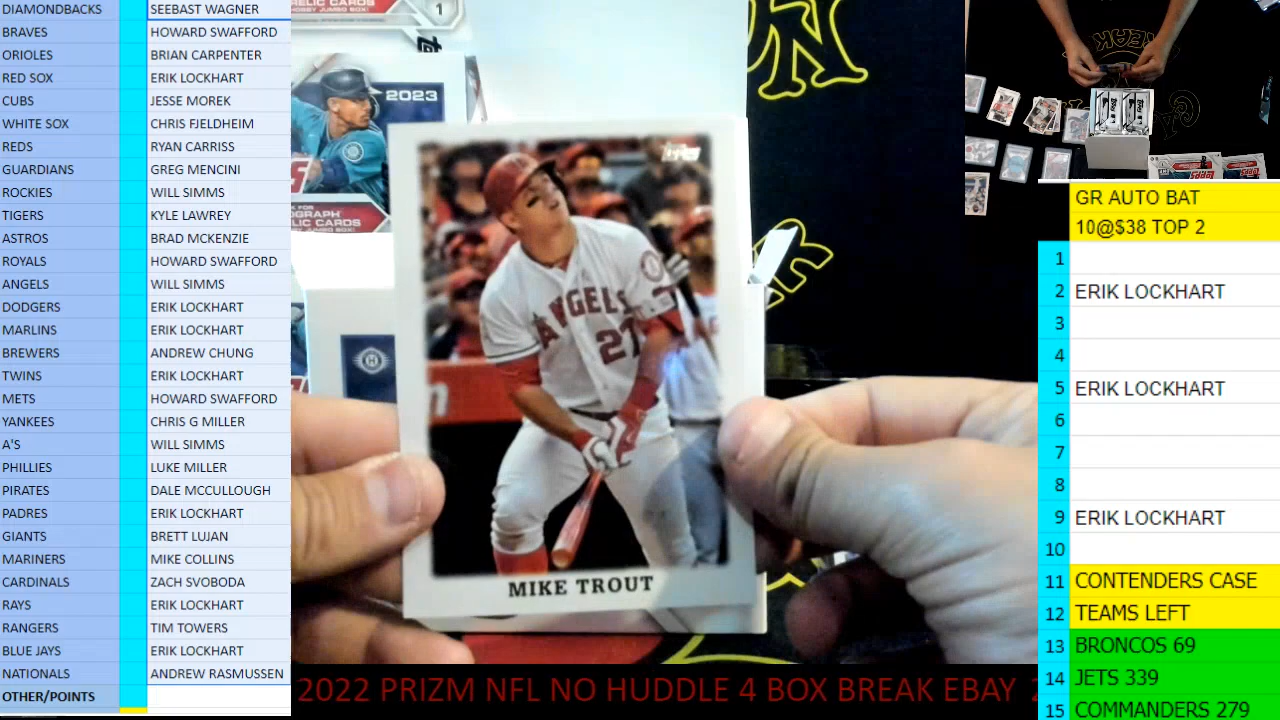 DIAMONDBACKS SEEBAST WAGNER
BRAVES HOWARD SWAFFORD
ORIOLES BRIAN CARPENTER
RED SOX ERIK LOCKHART
CUBS JESSE MOREK
WHITE SOX CHRIS FJELDHEIM
REDS RYAN CARRISS
GUARDIANS GREG MENCINI
ROCKIES WILL SIMMS
TIGERS KYLE LAWREY
ASTROS BRAD MCKENZIE
ROYALS HOWARD SWAFFORD
ANGELS WILL SIMMS
DODGERS ERIK LOCKHART
MARLINS ERIK LOCKHART
BREWERS ANDREW CHUNG
TWINS ERIK LOCKHART
METS HOWARD SWAFFORD
YANKEES CHRIS G MILLER
A'S WILL SIMMS
PHILLIES LUKE MILLER
PIRATES DALE MCCULLOUGH
PADRES ERIK LOCKHART
GIANTS BRETT LUJAN
MARINERS MIKE COLLINS
CARDINALS ZACH SVOBODA
RAYS ERIK LOCKHART
RANGERS TIM TOWERS
BLUE JAYS ERIK LOCKHART
NATIONALS ANDREW RASMUSSEN
OTHER/POINTS
1
2023
Topps
ANGELS
27
MIKE TROUT
2022 PRIZM NFL NO HUDDLE 4 BOX BREAK EBAY
GR AUTO BAT
10@$38 TOP 2
1
2 ERIK LOCKHART
3
4
5 ERIK LOCKHART
6
7
8
9 ERIK LOCKHART
10
11 CONTENDERS CASE
12 TEAMS LEFT
13 BRONCOS 69
14 JETS 339
15 COMMANDERS 279